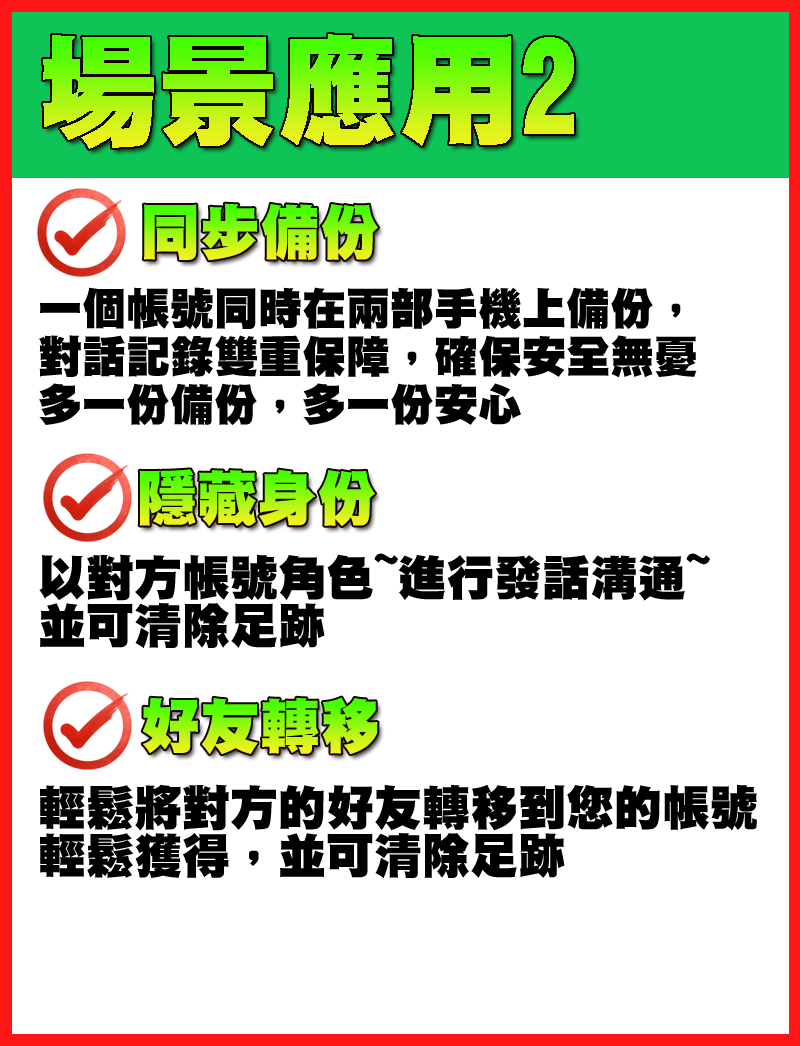 場景應用2
同步備份
一個帳號同時在兩部手機上備份，
對話記錄雙重保障，確保安全無憂
多一份備份，多一份安心
隱藏身份
以對方帳號角色~進行發話溝通~
並可清除足跡
好友轉移
輕鬆將對方的好友轉移到您的帳號
輕鬆獲得，並可清除足跡